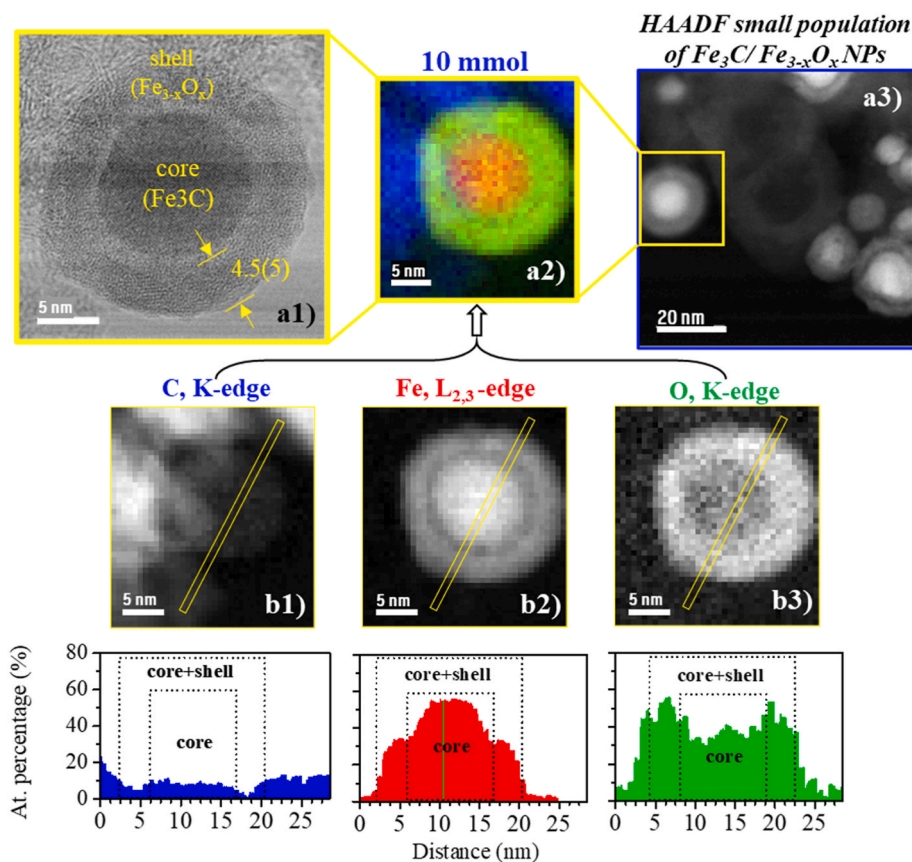 HAADF small population
of Fe₃C/ Fe₃₋ₓOₓ NPs
10 mmol
shell
(Fe₃₋ₓOₓ)
core
(Fe3C)
4.5(5)
5 nm
a1)
5 nm
a2)
a3)
20 nm
C, K-edge
Fe, L₂,₃-edge
O, K-edge
5 nm
b1)
5 nm
b2)
5 nm
b3)
At. percentage (%)
80
60
40
20
0
core+shell
core
0 5 10 15 20 25
core+shell
core
0 5 10 15 20 25
core+shell
core
0 5 10 15 20 25
Distance (nm)